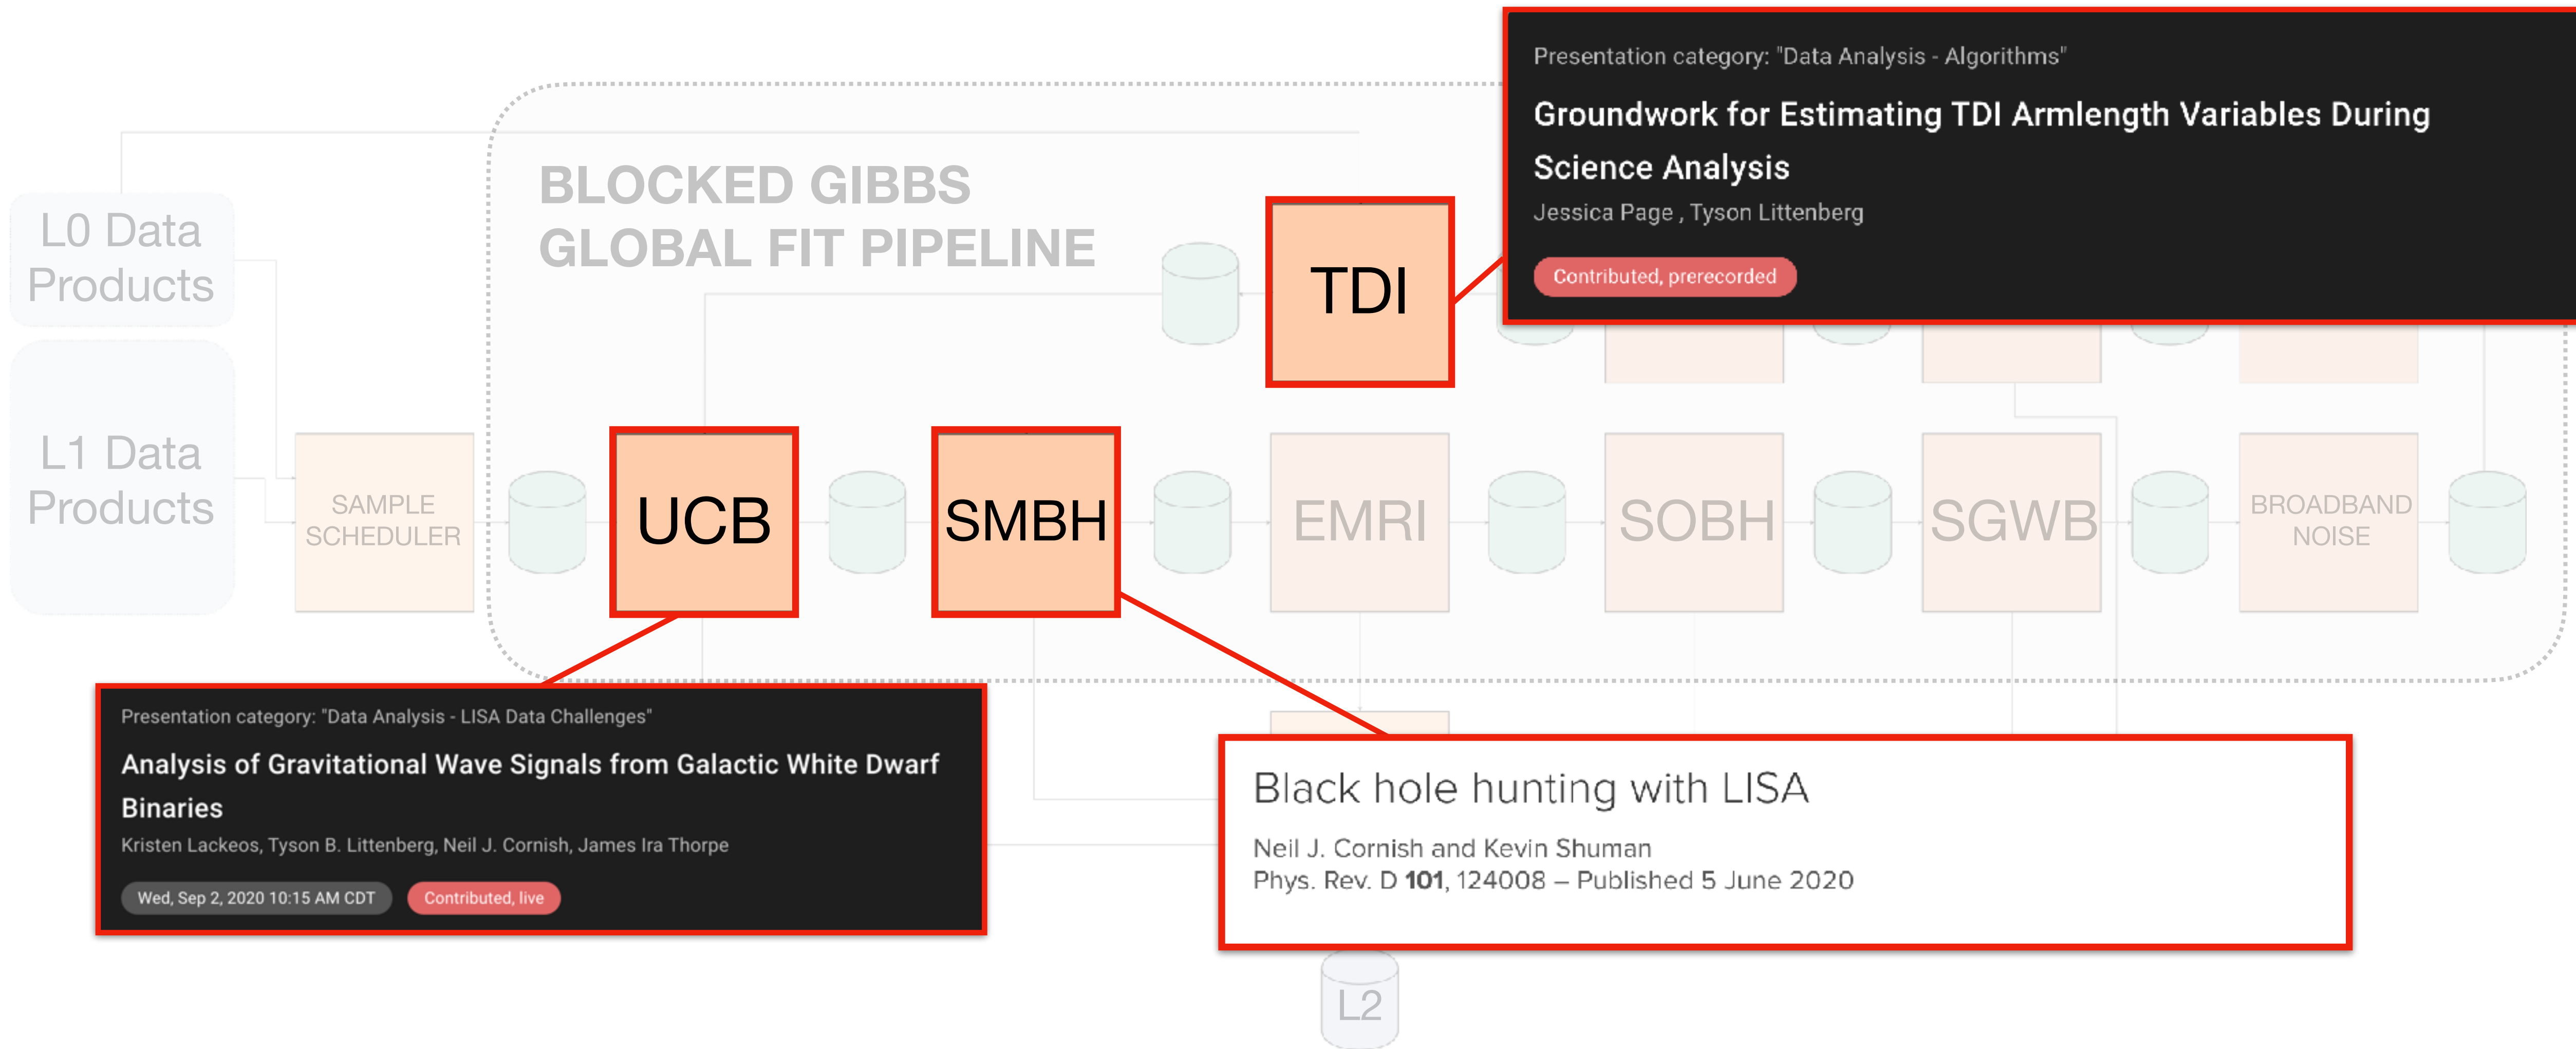 Presentation category: "Data Analysis - Algorithms"
Groundwork for Estimating TDI Armlength Variables During
Science Analysis
Jessica Page , Tyson Littenberg
Contributed, prerecorded
BLOCKED GIBBS
GLOBAL FIT PIPELINE
L0 Data
Products
TDI
L1 Data
Products
SAMPLE
SCHEDULER
UCB
SMBH
EMRI
SOBH
SGWB
BROADBAND
NOISE
Presentation category: "Data Analysis - LISA Data Challenges"
Analysis of Gravitational Wave Signals from Galactic White Dwarf
Binaries
Kristen Lackeos, Tyson B. Littenberg, Neil J. Cornish, James Ira Thorpe
Wed, Sep 2, 2020 10:15 AM CDT
Contributed, live
Black hole hunting with LISA
Neil J. Cornish and Kevin Shuman
Phys. Rev. D 101, 124008 – Published 5 June 2020
L2